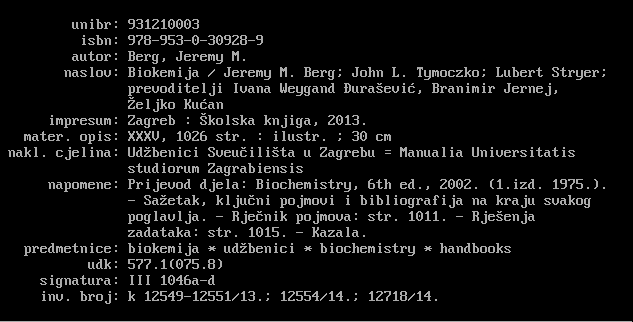 unibr: 931210003
isbn: 978-953-0-30928-9
autor: Berg, Jeremy M.
naslov: Biokemija / Jeremy M. Berg; John L. Tymoczko; Lubert Stryer;
prevoditelji Ivana Weygand Đurašević, Branimir Jernej,
Željko Kućan
impresum: Zagreb : Školska knjiga, 2013.
mater. opis: XXXV, 1026 str. : ilustr. ; 30 cm
nakl. cjelina: Udžbenici Sveučilišta u Zagrebu = Manualia Universitatis
studiorum Zagrabiensis
napomene: Prijevod djela: Biochemistry, 6th ed., 2002. (1.izd. 1975.).
- Sažetak, ključni pojmovi i bibliografija na kraju svakog
poglavlja. - Rječnik pojmova: str. 1011. - Rješenja
zadataka: str. 1015. - Kazala.
predmetnice: biokemija * udžbenici * biochemistry * handbooks
udk: 577.1(075.8)
signatura: III 1046a-d
inv. broj: k 12549-12551/13.; 12554/14.; 12718/14.